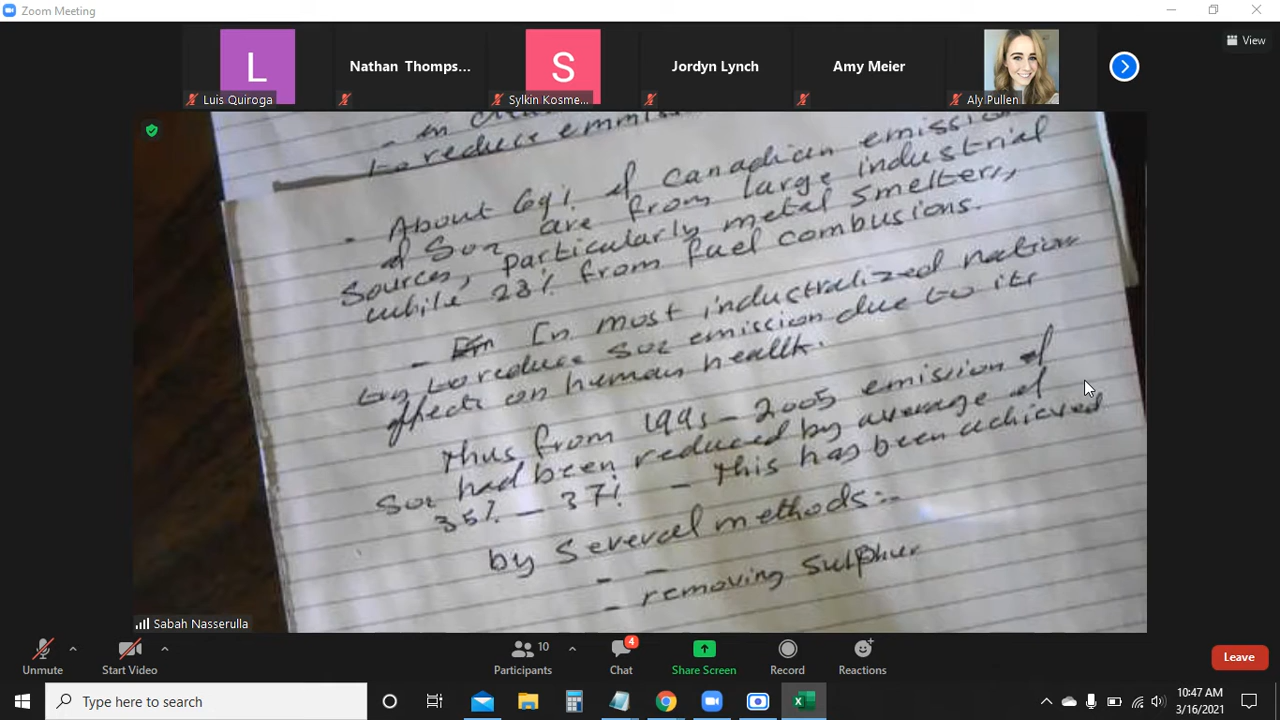 Zoom Meeting
View
L
Luis Quiroga
Nathan Thomps...
S
Sylkin Kosme...
Jordyn Lynch
Amy Meier
Aly Pullen
- in
to reduce emmiss
- About 69% of Canadian emission
of So2 are from large industrial
sources, particularly metal smelters,
while 23% from fuel combusions.
- In most industralized nation
try to reduce So2 emission due to its
effects on human health.
Thus from 1995 - 2005 emission of
So2 had been reduced by average of
35% - 37% - This has been achieved
by several methods:-
- -
- removing sulphur
Sabah Nasserulla
Unmute
Start Video
10
Participants
4
Chat
Share Screen
Record
Reactions
Leave
Type here to search
10:47 AM
3/16/2021